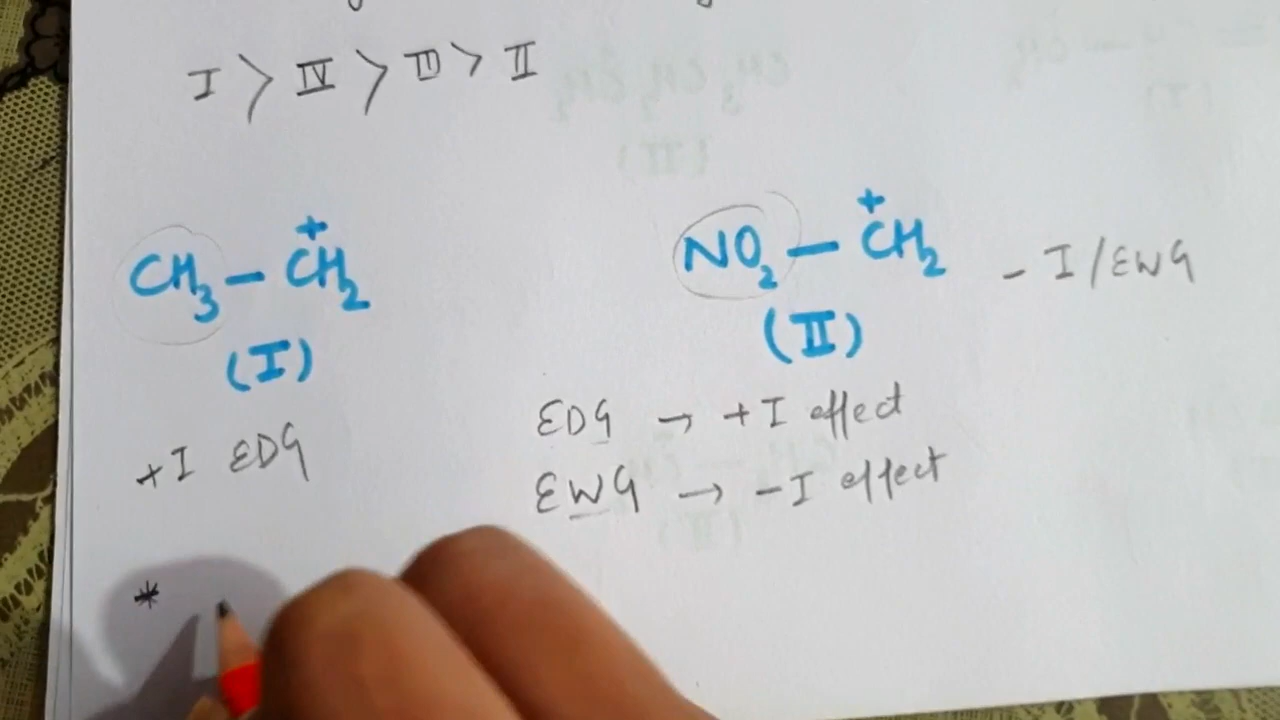 I > IV > III > II
CH₃ – C⁺H₂
(I)
+I EDG
NO₂ – C⁺H₂
(II)
– I/EWG
EDG → +I effect
EWG → –I effect
*